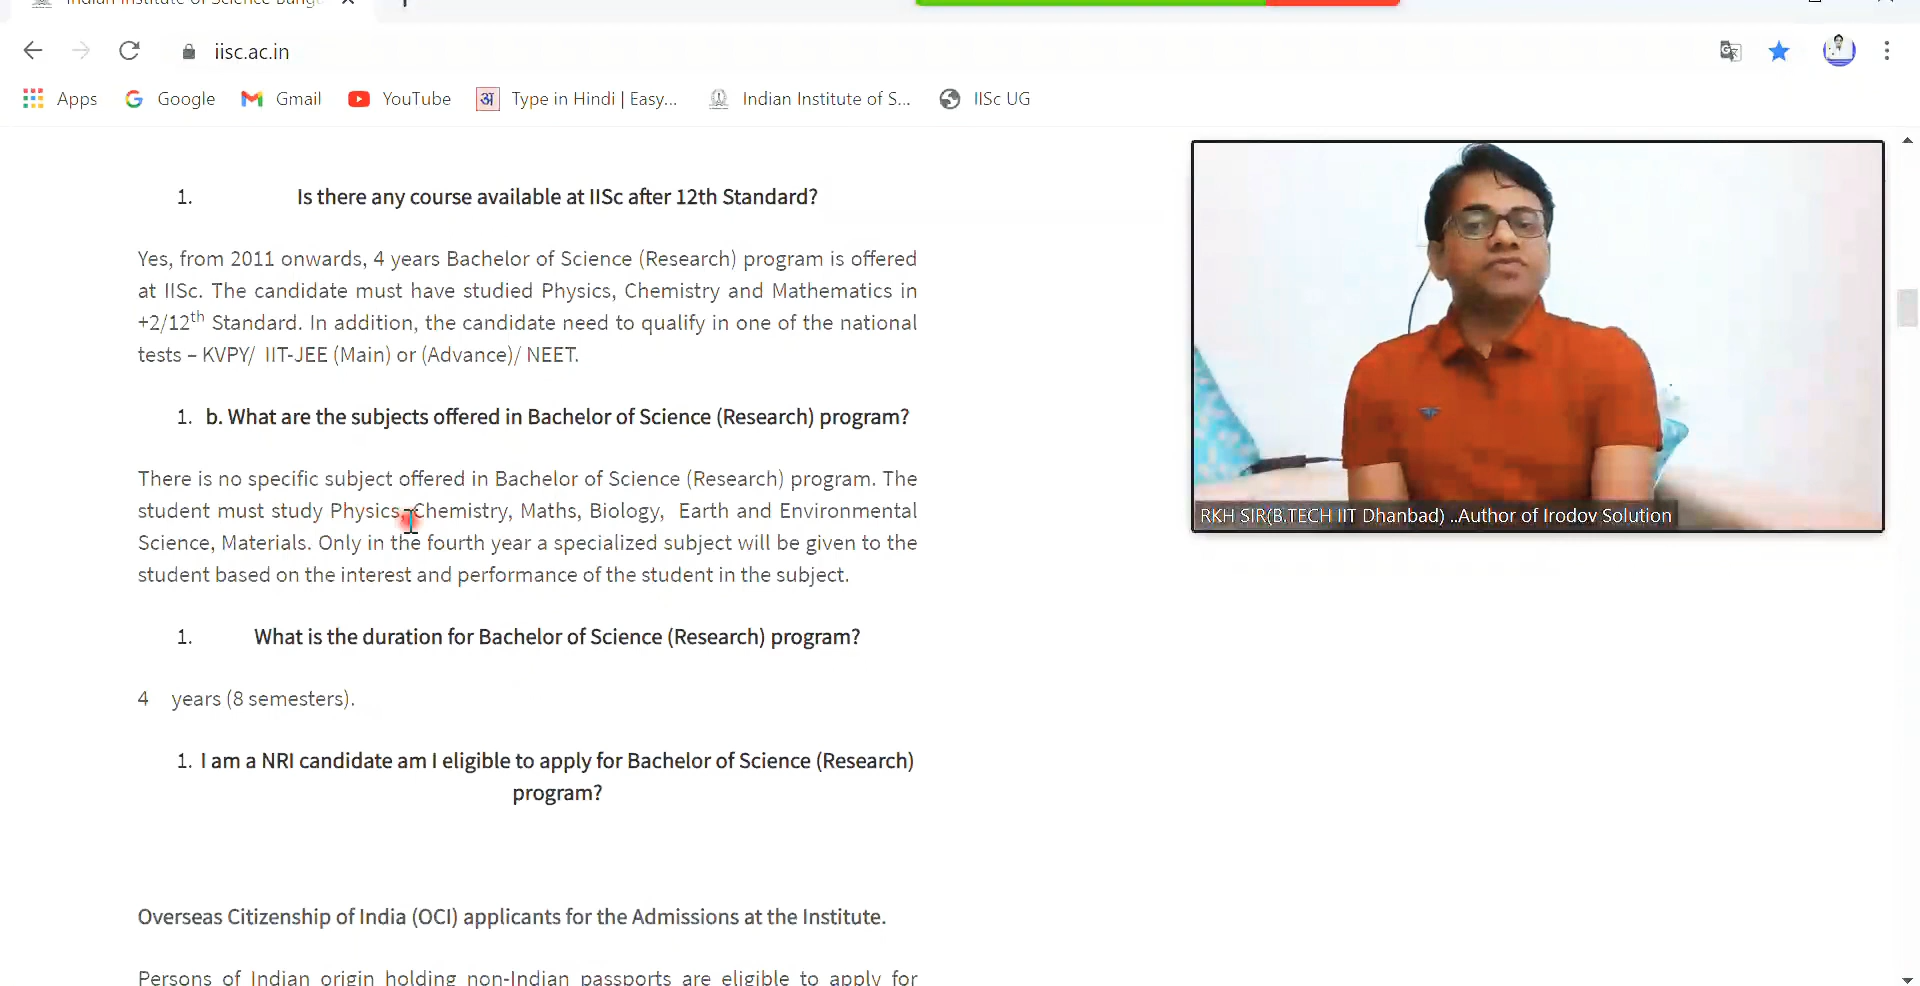 Indian Institute of Science Bang
iisc.ac.in
Apps Google Gmail YouTube अ Type in Hindi | Easy... Indian Institute of S... IISc UG
1. Is there any course available at IISc after 12th Standard?
Yes, from 2011 onwards, 4 years Bachelor of Science (Research) program is offered
at IISc. The candidate must have studied Physics, Chemistry and Mathematics in
+2/12th Standard. In addition, the candidate need to qualify in one of the national
tests – KVPY/ IIT-JEE (Main) or (Advance)/ NEET.
1. b. What are the subjects offered in Bachelor of Science (Research) program?
There is no specific subject offered in Bachelor of Science (Research) program. The
student must study Physics, Chemistry, Maths, Biology, Earth and Environmental
Science, Materials. Only in the fourth year a specialized subject will be given to the
student based on the interest and performance of the student in the subject.
1. What is the duration for Bachelor of Science (Research) program?
4 years (8 semesters).
1. I am a NRI candidate am I eligible to apply for Bachelor of Science (Research)
program?
Overseas Citizenship of India (OCI) applicants for the Admissions at the Institute.
Persons of Indian origin holding non-Indian passports are eligible to apply for
RKH SIR(B.TECH IIT Dhanbad) ..Author of Irodov Solution